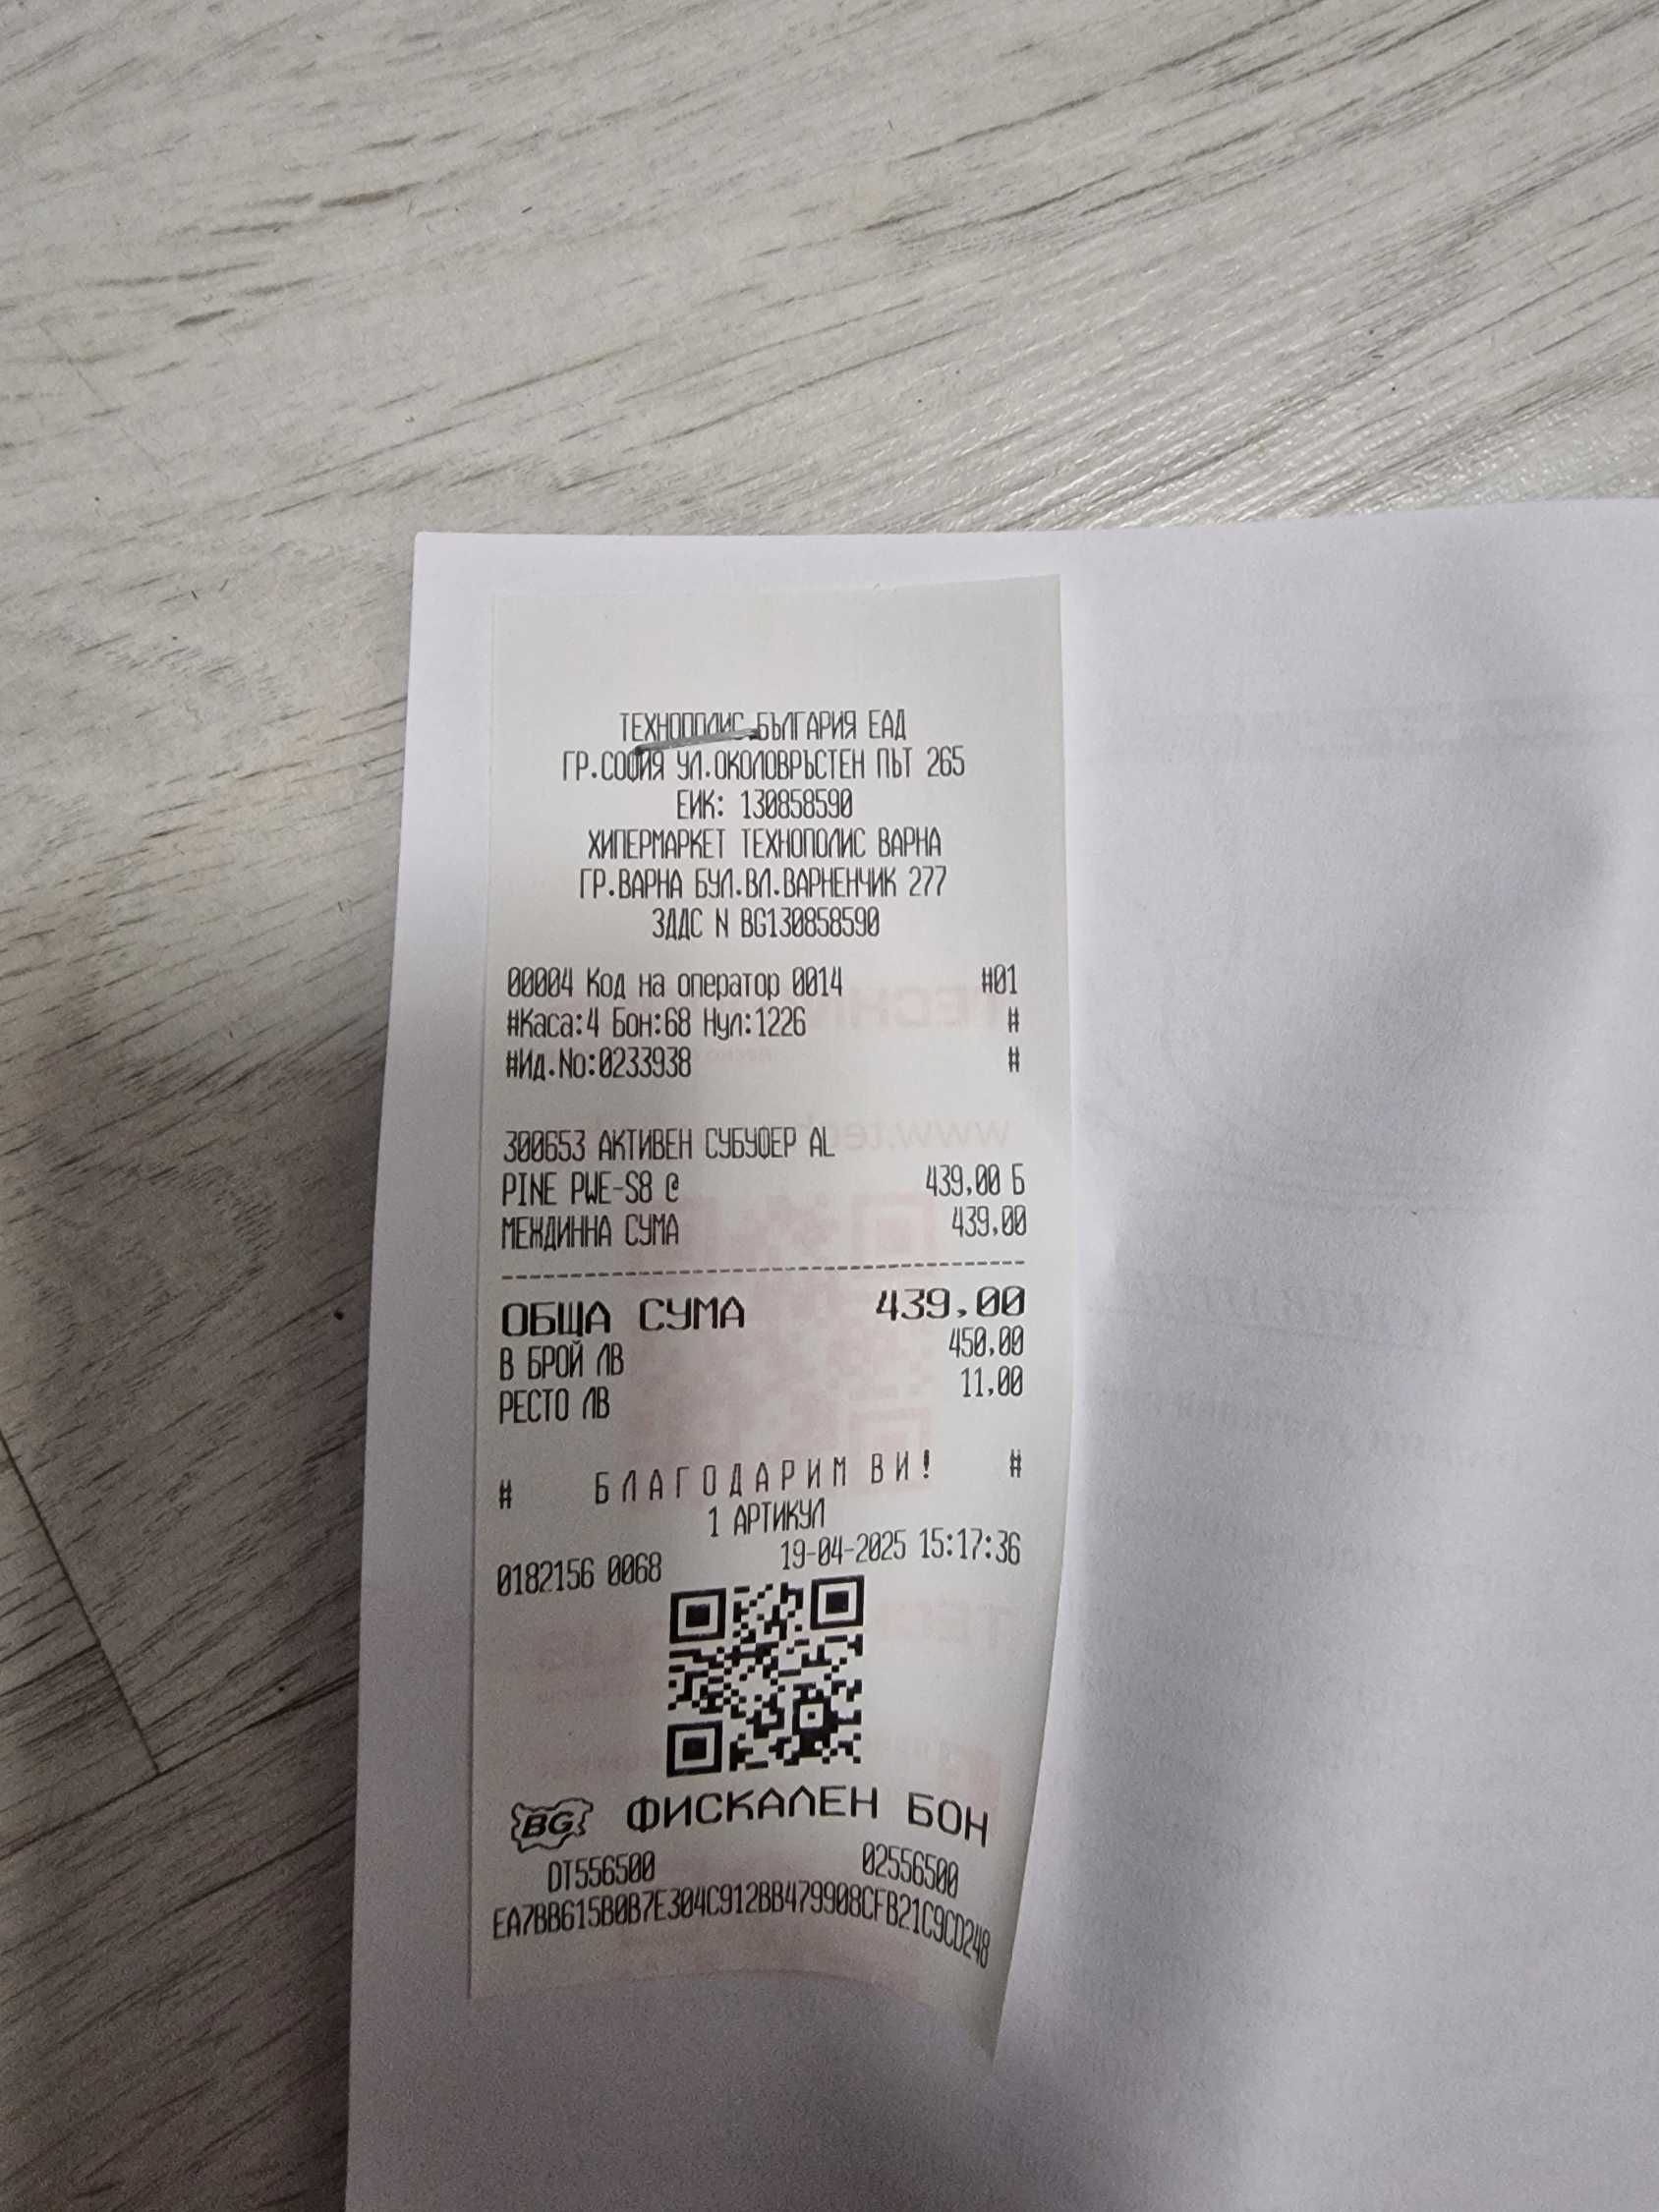 ТЕХНОПОЛИС БЪЛГАРИЯ ЕАД
ГР.СОФИЯ УЛ.ОКОЛОВРЪСТЕН ПЪТ 265
ЕИК: 130858590
ХИПЕРМАРКЕТ ТЕХНОПОЛИС ВАРНА
ГР.ВАРНА БУЛ.ВЛ.ВАРНЕНЧИК 277
ЗДДС N BG130858590
00004 Код на оператор 0014 #01
#Каса:4 Бон:68 Нул:1226 #
#Ид.No:0233938 #
300653 АКТИВЕН СУБУФЕР AL
PINE PWE-S8 @ 439,00 Б
МЕЖДИННА СУМА 439,00
ОБЩА СУМА 439,00
В БРОЙ ЛВ 450,00
РЕСТО ЛВ 11,00
# БЛАГОДАРИМ ВИ! #
1 АРТИКУЛ
0182156 0068 19-04-2025 15:17:36
BG ФИСКАЛЕН БОН
DT556500 02556500
EA7BB615B0B7E304C912BB479908CFB21C9CD248